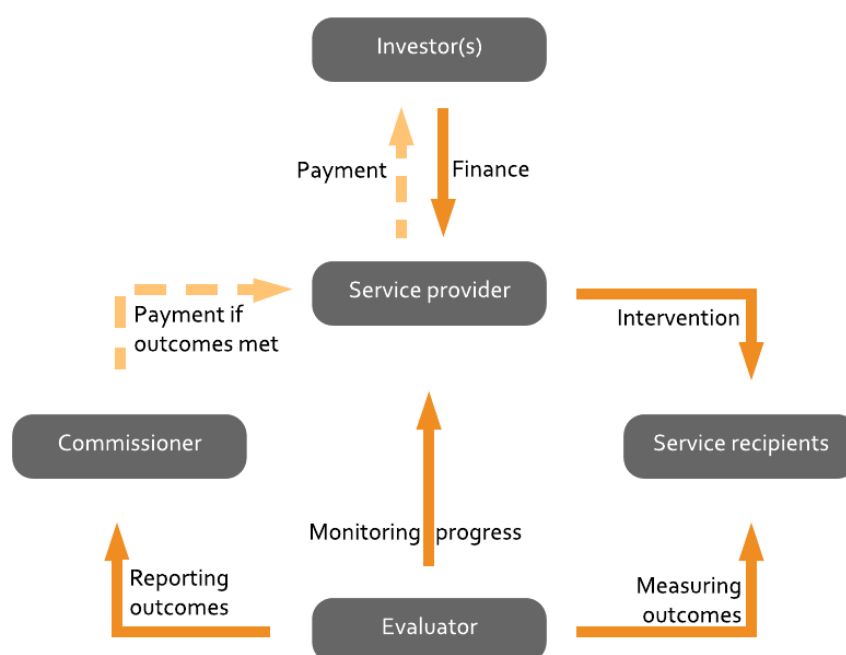 Investor(s)
Payment
Finance
Service provider
Payment if
outcomes met
Intervention
Commissioner
Service recipients
Monitoring progress
Reporting
outcomes
Measuring
outcomes
Evaluator